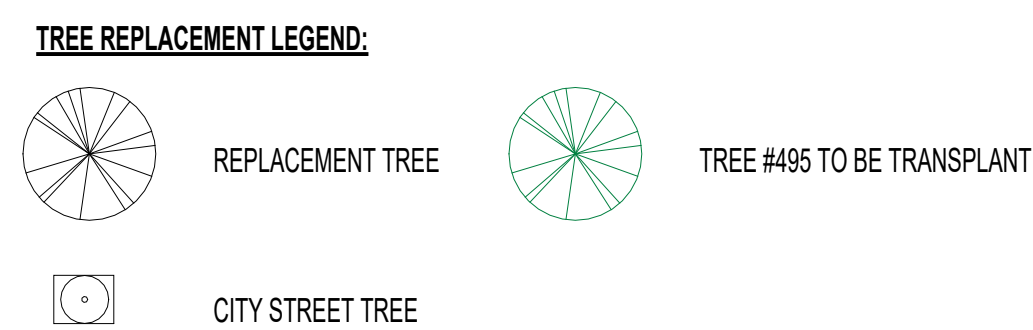 TREE REPLACEMENT LEGEND:
REPLACEMENT TREE
TREE #495 TO BE TRANSPLANT
CITY STREET TREE